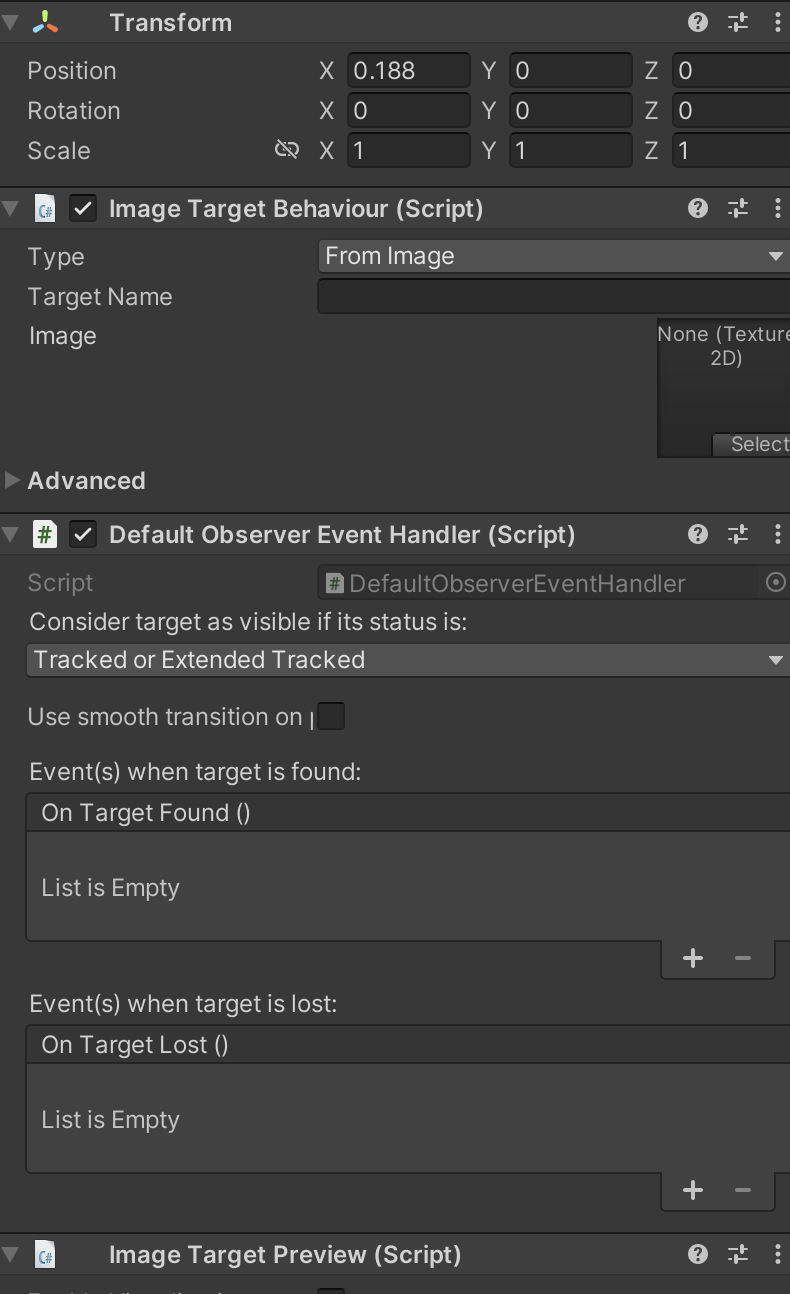 Transform
Position X 0.188 Y 0 Z 0
Rotation X 0 Y 0 Z 0
Scale X 1 Y 1 Z 1
Image Target Behaviour (Script)
Type From Image
Target Name
Image None (Texture
2D)
Select
Advanced
# Default Observer Event Handler (Script)
Script # DefaultObserverEventHandler
Consider target as visible if its status is:
Tracked or Extended Tracked
Use smooth transition on
Event(s) when target is found:
On Target Found ()
List is Empty
+ −
Event(s) when target is lost:
On Target Lost ()
List is Empty
+ −
Image Target Preview (Script)